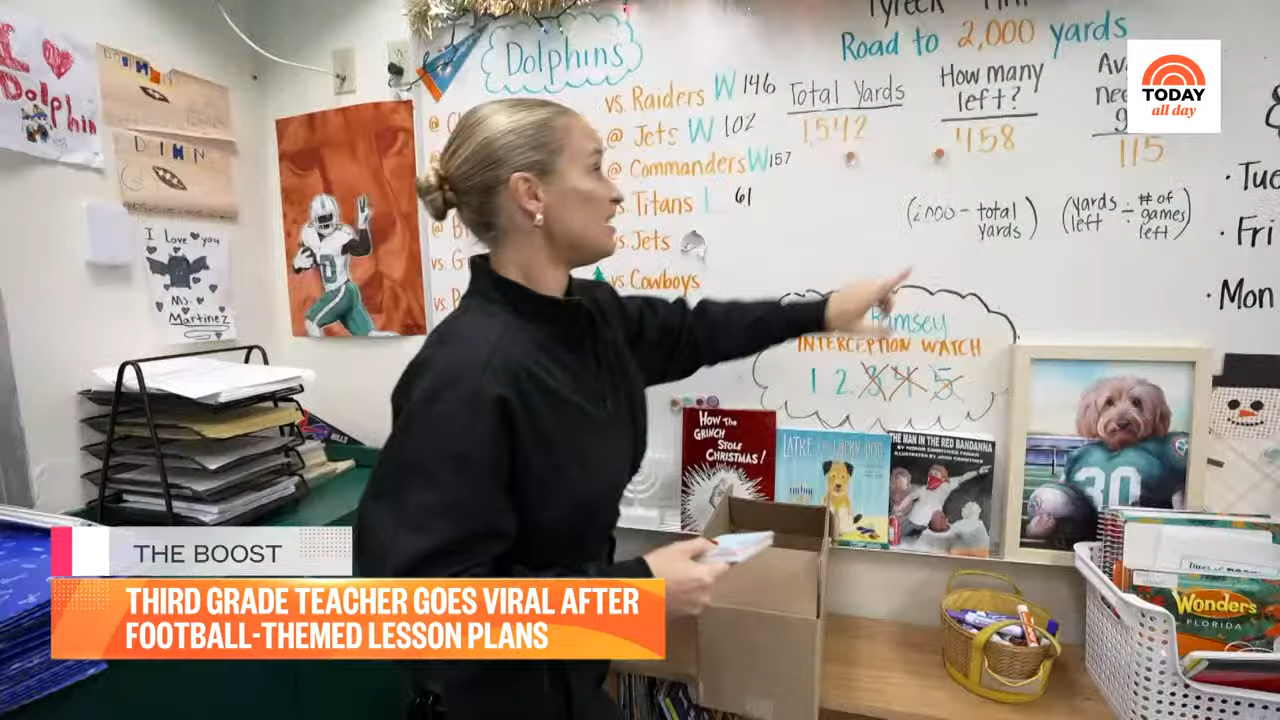 I ♥ Dolphin
I Love you
Ms. Martinez
Dolphins
vs. Raiders W 146
@ Jets W 102
@ Commanders W 157
Titans L 61
vs. Jets
vs. Cowboys
Road to 2,000 yards
Total Yards
1,542
How many left?
458
115
(2,000 - total yards)
(yards left ÷ # of games left)
Tue
Fri
Mon
Ramsey
INTERCEPTION WATCH
1 2 3 4 5
TODAY
all day
HOW THE
GRINCH
STOLE
CHRISTMAS!
THE MAN IN THE RED BANDANNA
30
BILLS
Wonders
FLORIDA
THE BOOST
THIRD GRADE TEACHER GOES VIRAL AFTER
FOOTBALL-THEMED LESSON PLANS